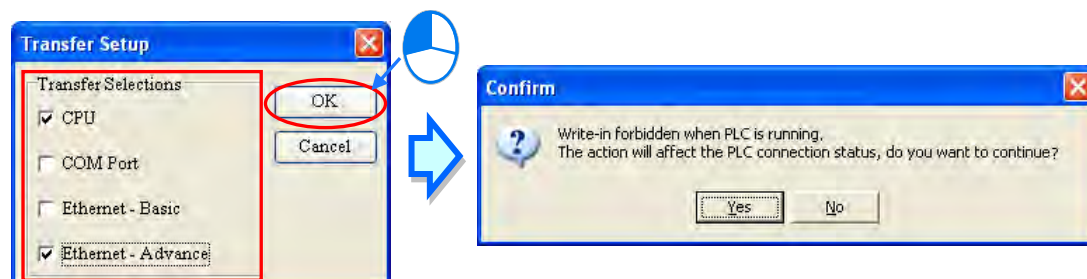 Transfer Setup
Transfer Selections
CPU
COM Port
Ethernet - Basic
Ethernet - Advance
OK
Cancel
Confirm
Write-in forbidden when PLC is running.
The action will affect the PLC connection status, do you want to continue?
Yes
No